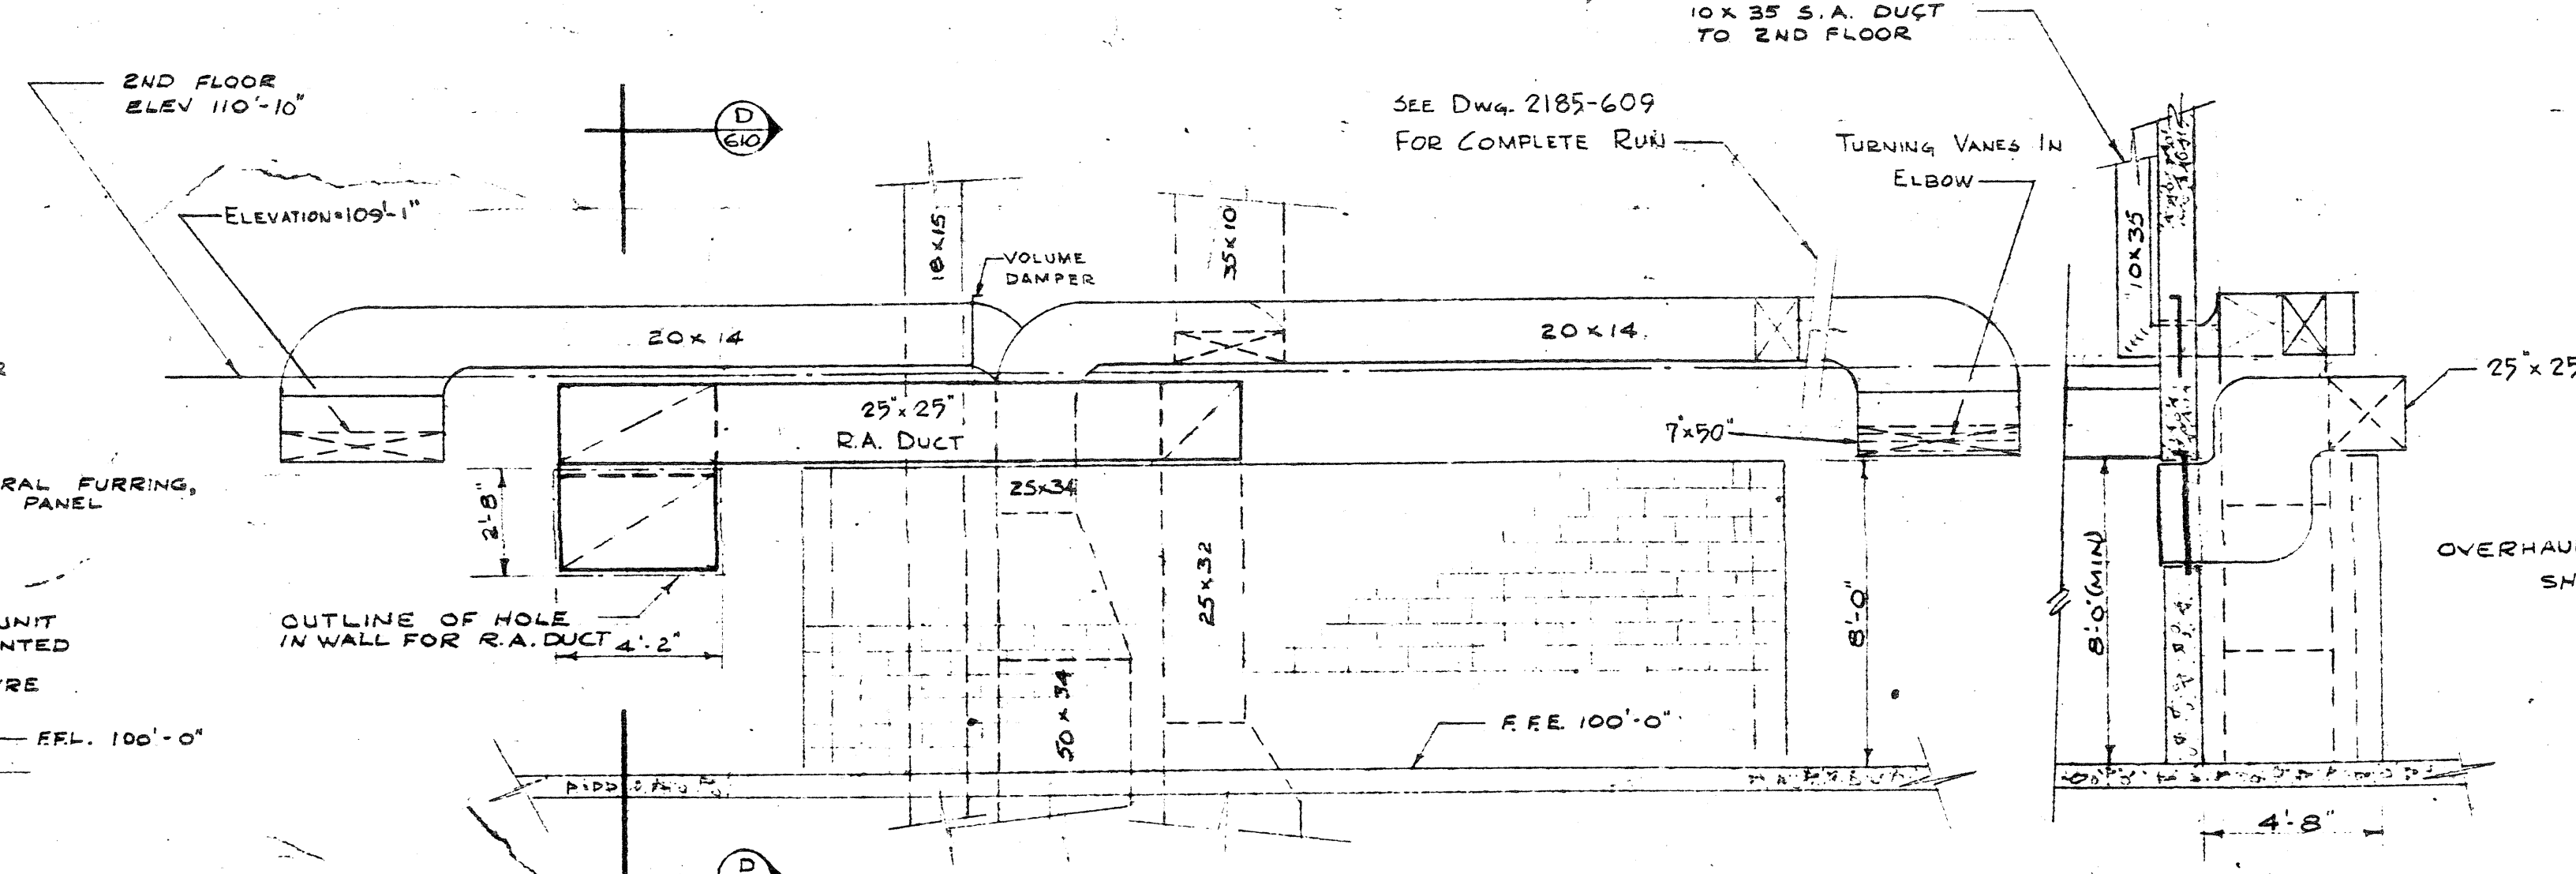 10 x 35 S.A. DUCT
TO 2ND FLOOR
2ND FLOOR
ELEV 110'-10"
D
610
SEE DWG. 2185-609
FOR COMPLETE RUN
TURNING VANES IN
ELBOW
ELEVATION=109'-1"
18x15
VOLUME
DAMPER
35x10
10x35
20 x 14
20 x 14
25" x 25
25" x 25"
R.A. DUCT
7"x50"
RAL FURRING,
PANEL
2'-8"
25x34
25x32
8'-0"
8'-0"(MIN)
OVERHAU
SH
UNIT
NTED
OUTLINE OF HOLE
IN WALL FOR R.A. DUCT
4'-2"
50 x 34
F.F.L. 100'-0"
F.F.E. 100'-0"
4'-8"
D